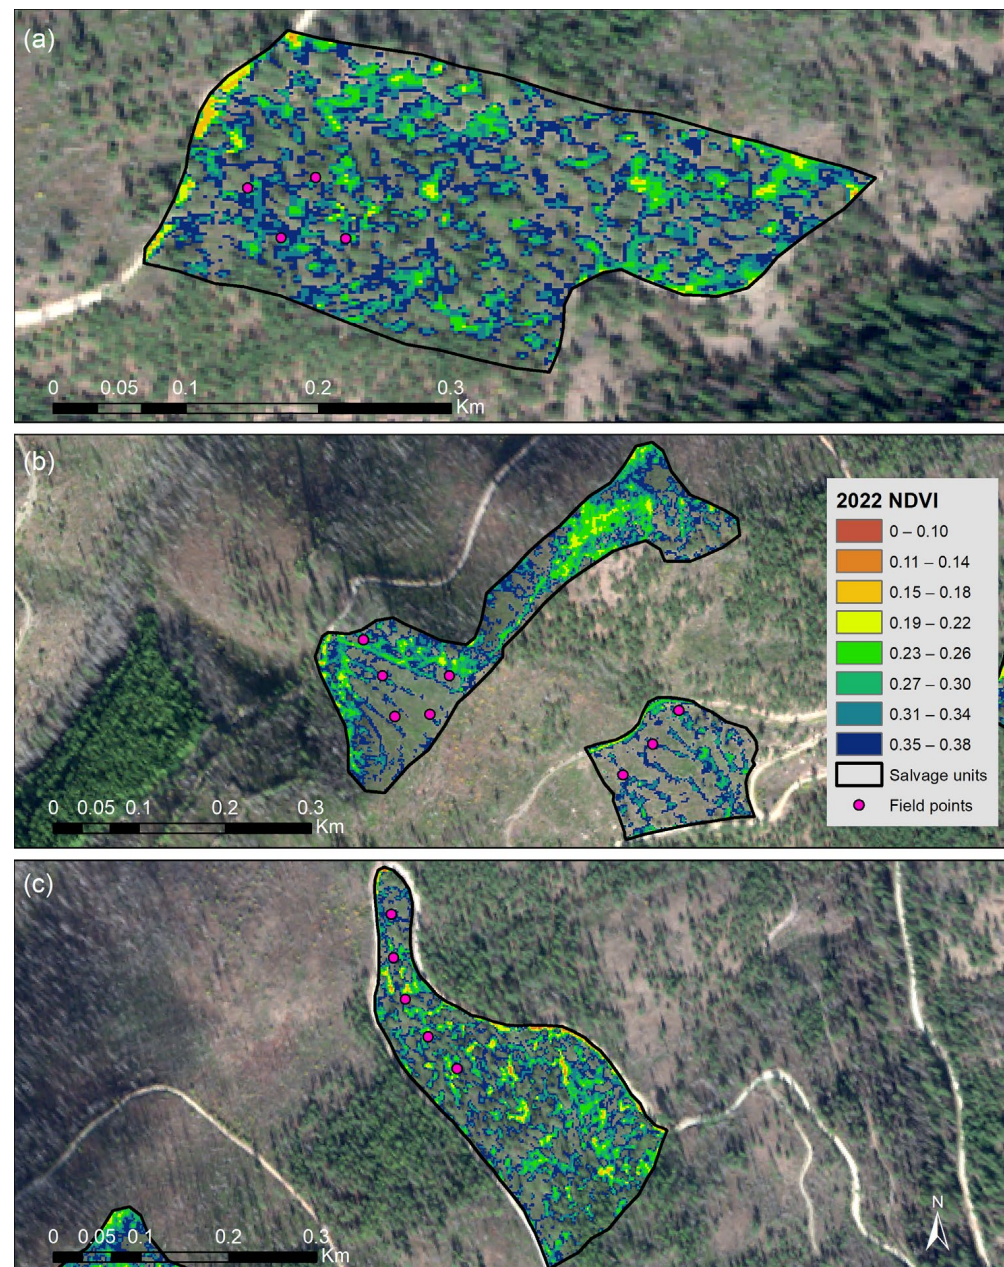 (a)
0 0.05 0.1 0.2 0.3
Km
(b)
2022 NDVI
0 – 0.10
0.11 – 0.14
0.15 – 0.18
0.19 – 0.22
0.23 – 0.26
0.27 – 0.30
0.31 – 0.34
0.35 – 0.38
Salvage units
Field points
0 0.05 0.1 0.2 0.3
Km
(c)
N
0 0.05 0.1 0.2 0.3
Km